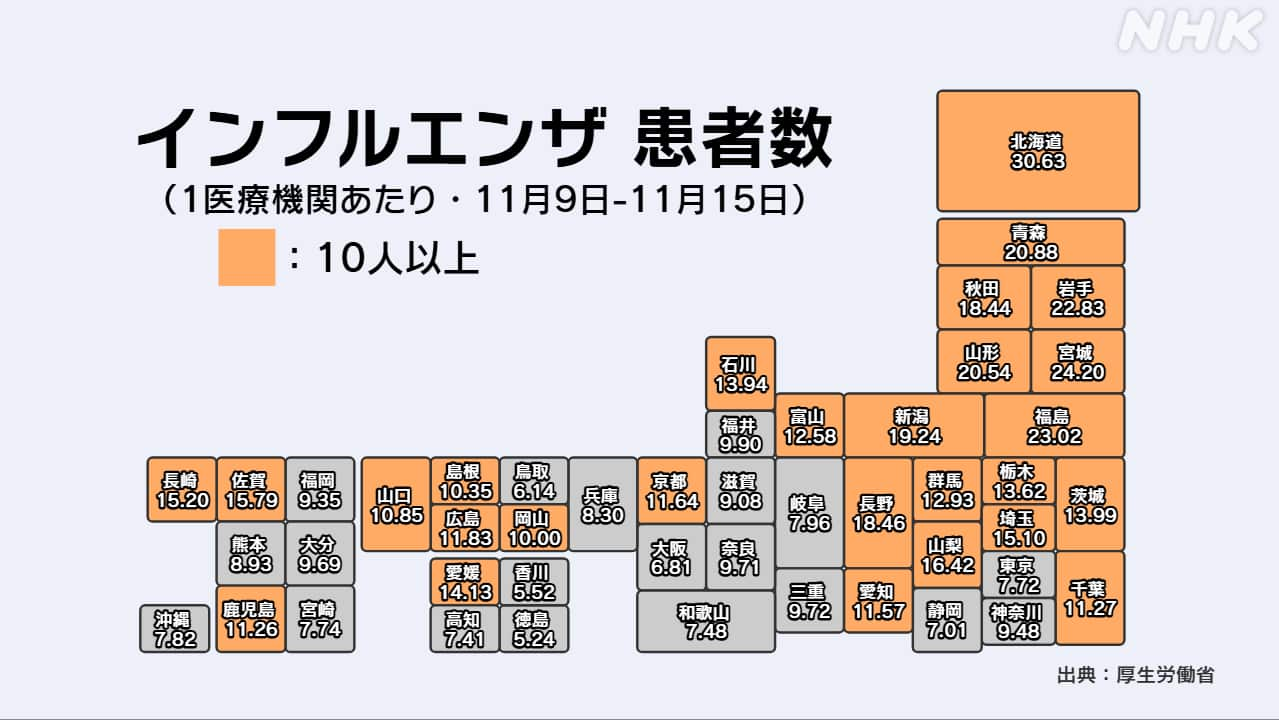 NHK
インフルエンザ 患者数
（1医療機関あたり・11月9日-11月15日）
：10人以上
北海道
30.63
青森
20.88
秋田
18.44
岩手
22.83
山形
20.54
宮城
24.20
石川
13.94
福井
9.90
富山
12.58
新潟
19.24
福島
23.02
長崎
15.20
佐賀
15.79
福岡
9.35
山口
10.85
島根
10.35
鳥取
6.14
兵庫
8.30
京都
11.64
滋賀
9.08
岐阜
7.96
長野
18.46
群馬
12.93
栃木
13.62
茨城
13.99
広島
11.83
岡山
10.00
埼玉
15.10
熊本
8.93
大分
9.69
大阪
6.81
奈良
9.71
山梨
16.42
東京
7.72
愛媛
14.13
香川
5.52
三重
9.72
愛知
11.57
千葉
11.27
沖縄
7.82
鹿児島
11.26
宮崎
7.74
高知
7.41
徳島
5.24
和歌山
7.48
静岡
7.01
神奈川
9.48
出典：厚生労働省